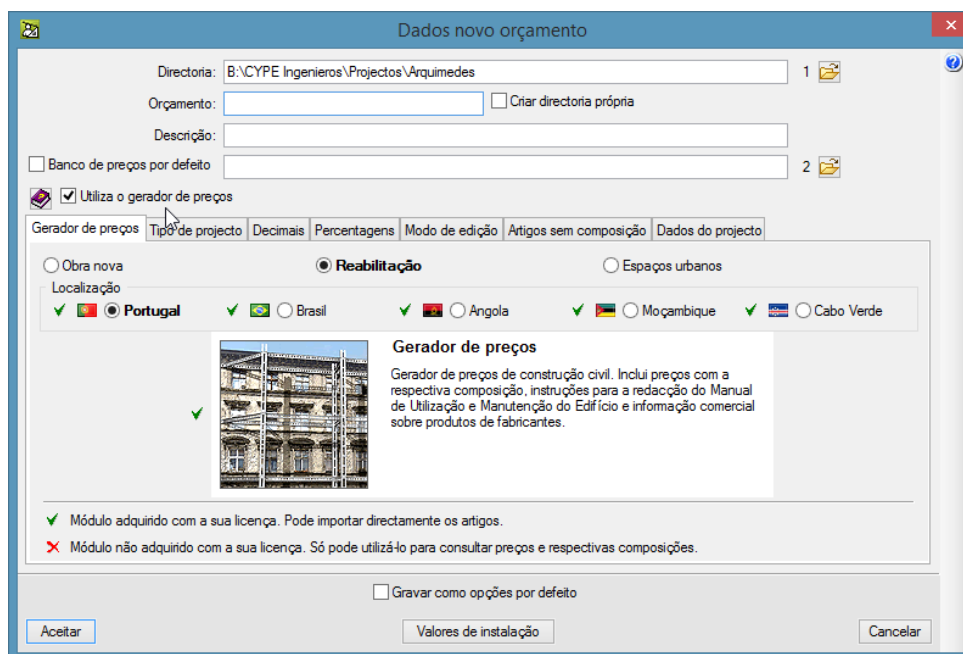 Dados novo orçamento
Directoria: B:\CYPE Ingenieros\Projectos\Arquimedes 1
Orçamento: Criar directoria própria
Descrição:
Banco de preços por defeito 2
Utiliza o gerador de preços
Gerador de preços Tipo de projecto Decimais Percentagens Modo de edição Artigos sem composição Dados do projecto
Obra nova Reabilitação Espaços urbanos
Localização
Portugal Brasil Angola Moçambique Cabo Verde
Gerador de preços
Gerador de preços de construção civil. Inclui preços com a
respectiva composição, instruções para a redacção do Manual
de Utilização e Manutenção do Edifício e informação comercial
sobre produtos de fabricantes.
Módulo adquirido com a sua licença. Pode importar directamente os artigos.
Módulo não adquirido com a sua licença. Só pode utilizá-lo para consultar preços e respectivas composições.
Gravar como opções por defeito
Aceitar Valores de instalação Cancelar